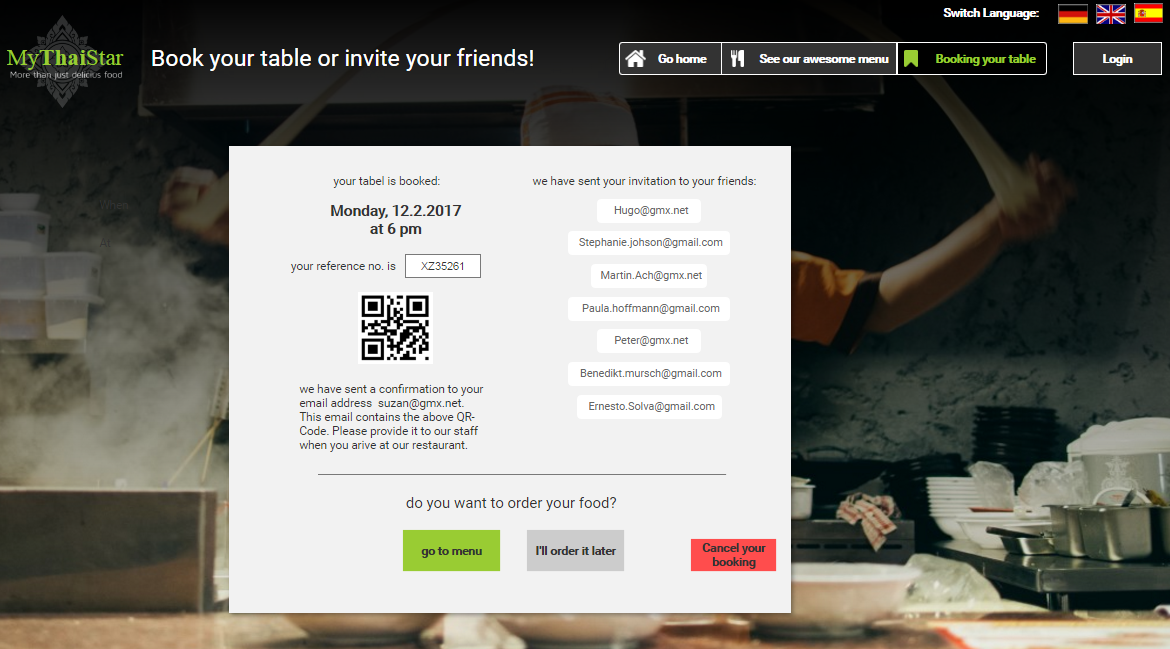 Switch Language:
MyThaiStar
More than just delicius food
Book your table or invite your friends!
Go home
See our awesome menu
Booking your table
Login
your tabel is booked:
Monday, 12.2.2017
at 6 pm
your reference no. is XZ35261
we have sent a confirmation to your
email address suzan@gmx.net.
This email contains the above QR-
Code. Please provide it to our staff
when you arive at our restaurant.
we have sent your invitation to your friends:
Hugo@gmx.net
Stephanie.johson@gmail.com
Martin.Ach@gmx.net
Paula.hoffmann@gmail.com
Peter@gmx.net
Benedikt.mursch@gmail.com
Ernesto.Solva@gmail.com
do you want to order your food?
go to menu
I'll order it later
Cancel your
booking
When
At